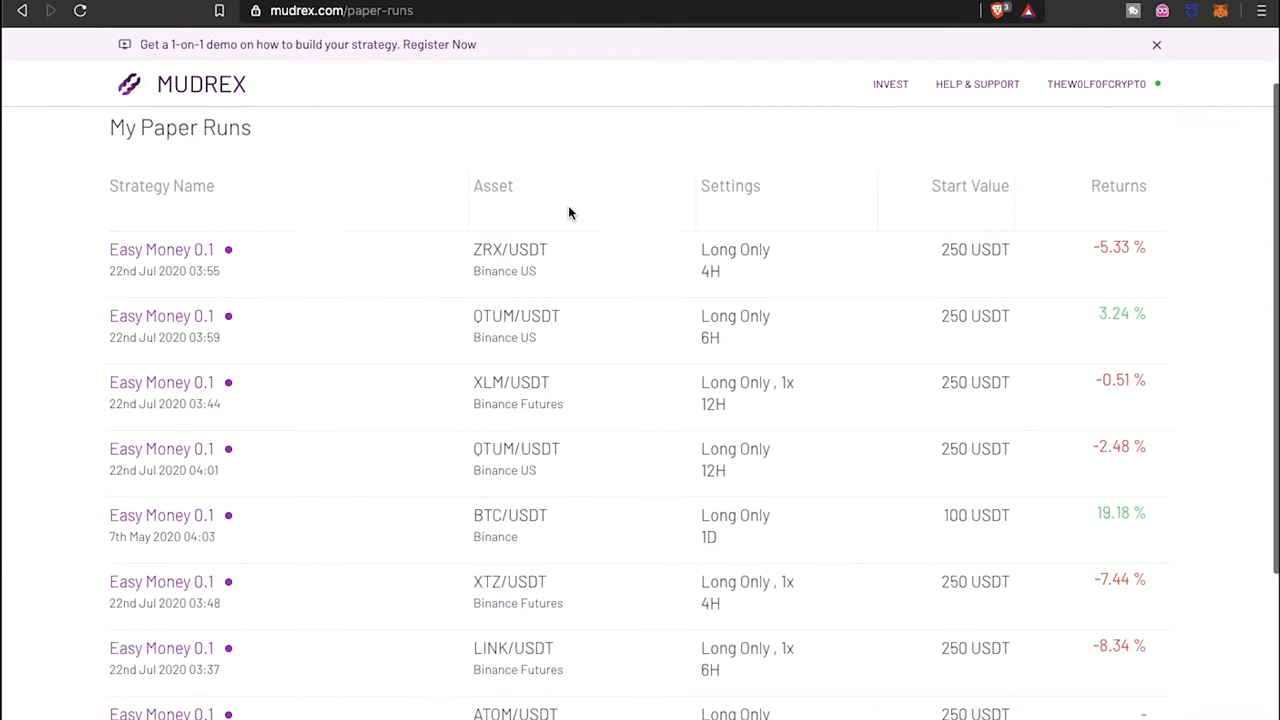 mudrex.com/paper-runs
3
Get a 1-on-1 demo on how to build your strategy. Register Now
MUDREX
INVEST
HELP & SUPPORT
THEW0LFOFCRYPT0
My Paper Runs
Strategy Name Asset Settings Start Value Returns
Easy Money 0.1 ZRX/USDT Long Only 250 USDT -5.33 %
22nd Jul 2020 03:55 Binance US 4H
Easy Money 0.1 QTUM/USDT Long Only 250 USDT 3.24 %
22nd Jul 2020 03:59 Binance US 6H
Easy Money 0.1 XLM/USDT Long Only , 1x 250 USDT -0.51 %
22nd Jul 2020 03:44 Binance Futures 12H
Easy Money 0.1 QTUM/USDT Long Only 250 USDT -2.48 %
22nd Jul 2020 04:01 Binance US 12H
Easy Money 0.1 BTC/USDT Long Only 100 USDT 19.18 %
7th May 2020 04:03 Binance 1D
Easy Money 0.1 XTZ/USDT Long Only , 1x 250 USDT -7.44 %
22nd Jul 2020 03:48 Binance Futures 4H
Easy Money 0.1 LINK/USDT Long Only , 1x 250 USDT -8.34 %
22nd Jul 2020 03:37 Binance Futures 6H
Easy Money 0.1 ATOM/USDT Long Only 250 USDT -